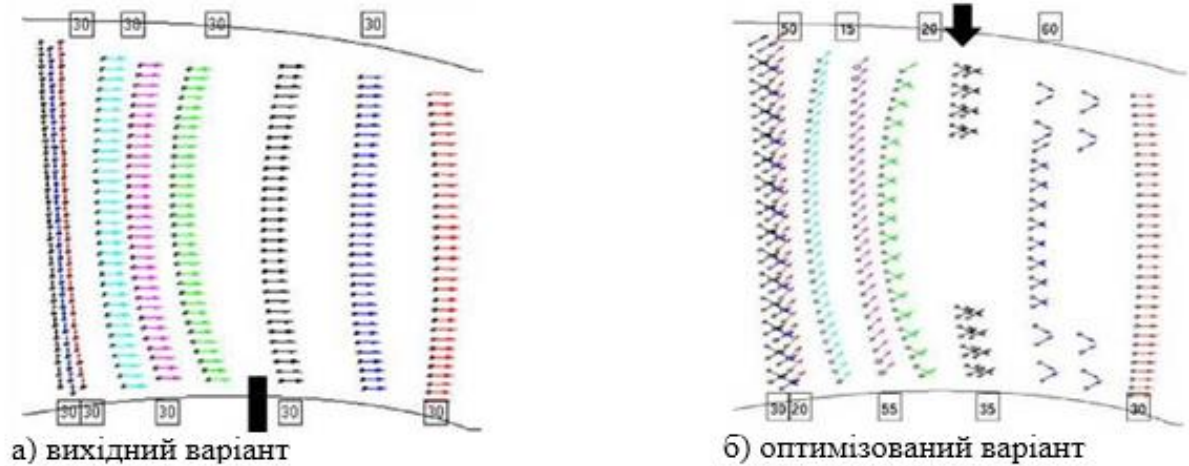 30 30 30 30 50 15 20 60
30 30 30 30 30 30 20 55 35 30
а) вихідний варіант б) оптимізований варіант